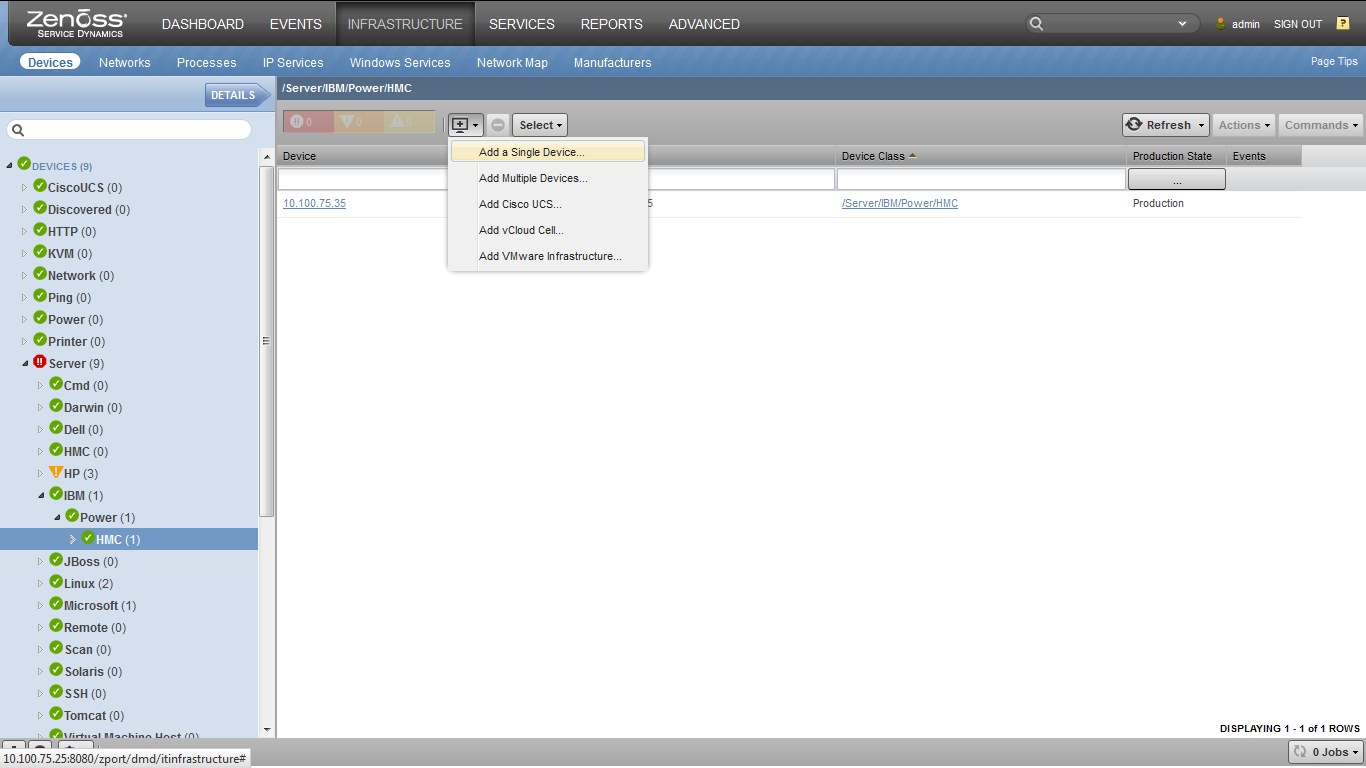 Zenoss DASHBOARD EVENTS INFRASTRUCTURE SERVICES REPORTS ADVANCED admin SIGN OUT ?
SERVICE DYNAMICS
Devices Networks Processes IP Services Windows Services Network Map Manufacturers Page Tips
DETAILS /Server/IBM/Power/HMC
0 0 0 Select Refresh Actions Commands
Device Device Class Production State Events
...
10.100.75.35 5 /Server/IBM/Power/HMC Production
Add a Single Device...
Add Multiple Devices...
Add Cisco UCS...
Add vCloud Cell...
Add VMware Infrastructure...
DEVICES (9)
CiscoUCS (0)
Discovered (0)
HTTP (0)
KVM (0)
Network (0)
Ping (0)
Power (0)
Printer (0)
Server (9)
Cmd (0)
Darwin (0)
Dell (0)
HMC (0)
HP (3)
IBM (1)
Power (1)
HMC (1)
JBoss (0)
Linux (2)
Microsoft (1)
Remote (0)
Scan (0)
Solaris (0)
SSH (0)
Tomcat (0)
Virtual Machine Host (0)
DISPLAYING 1 - 1 of 1 ROWS
0 Jobs
10.100.75.25:8080/zport/dmd/itinfrastructure#